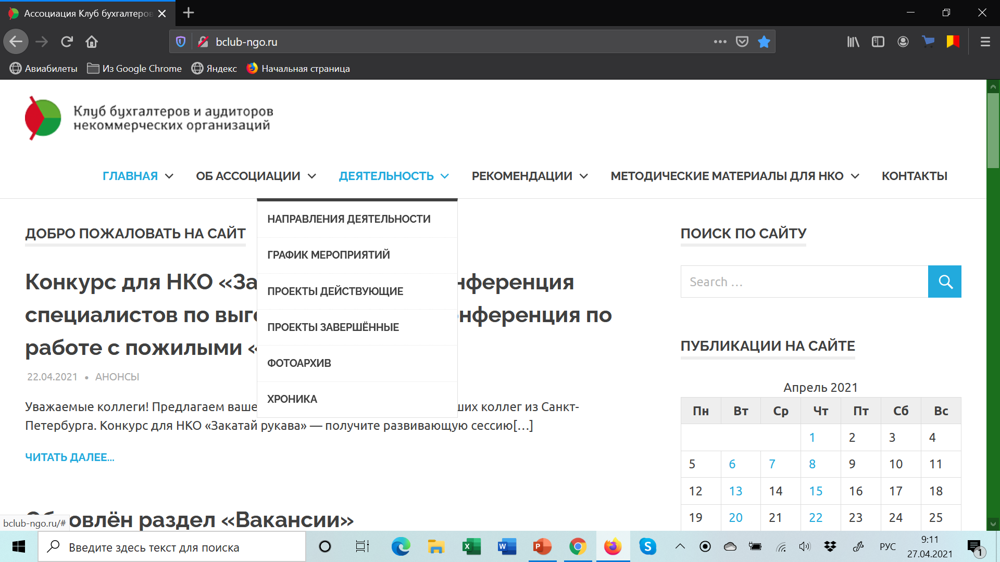 Ассоциация Клуб бухгалтеров
bclub-ngo.ru
Авиабилеты
Из Google Chrome
Яндекс
Начальная страница
Клуб бухгалтеров и аудиторов
некоммерческих организаций
ГЛАВНАЯ
ОБ АССОЦИАЦИИ
ДЕЯТЕЛЬНОСТЬ
РЕКОМЕНДАЦИИ
МЕТОДИЧЕСКИЕ МАТЕРИАЛЫ ДЛЯ НКО
КОНТАКТЫ
НАПРАВЛЕНИЯ ДЕЯТЕЛЬНОСТИ
ГРАФИК МЕРОПРИЯТИЙ
ПРОЕКТЫ ДЕЙСТВУЮЩИЕ
ПРОЕКТЫ ЗАВЕРШЁННЫЕ
ФОТОАРХИВ
ХРОНИКА
ДОБРО ПОЖАЛОВАТЬ НА САЙТ
Конкурс для НКО «За нференция
специалистов по выго нференция по
работе с пожилыми «
22.04.2021 • АНОНСЫ
Уважаемые коллеги! Предлагаем ваше ших коллег из Санкт-
Петербурга. Конкурс для НКО «Закатай рукава» — получите развивающую сессию[…]
ЧИТАТЬ ДАЛЕЕ...
овлён раздел «Вакансии»
bclub-ngo.ru/#
ПОИСК ПО САЙТУ
Search …
ПУБЛИКАЦИИ НА САЙТЕ
Апрель 2021
Пн Вт Ср Чт Пт Сб Вс
1 2 3 4
5 6 7 8 9 10 11
12 13 14 15 16 17 18
19 20 21 22 23 24 25
Введите здесь текст для поиска
РУС
9:11
27.04.2021
1